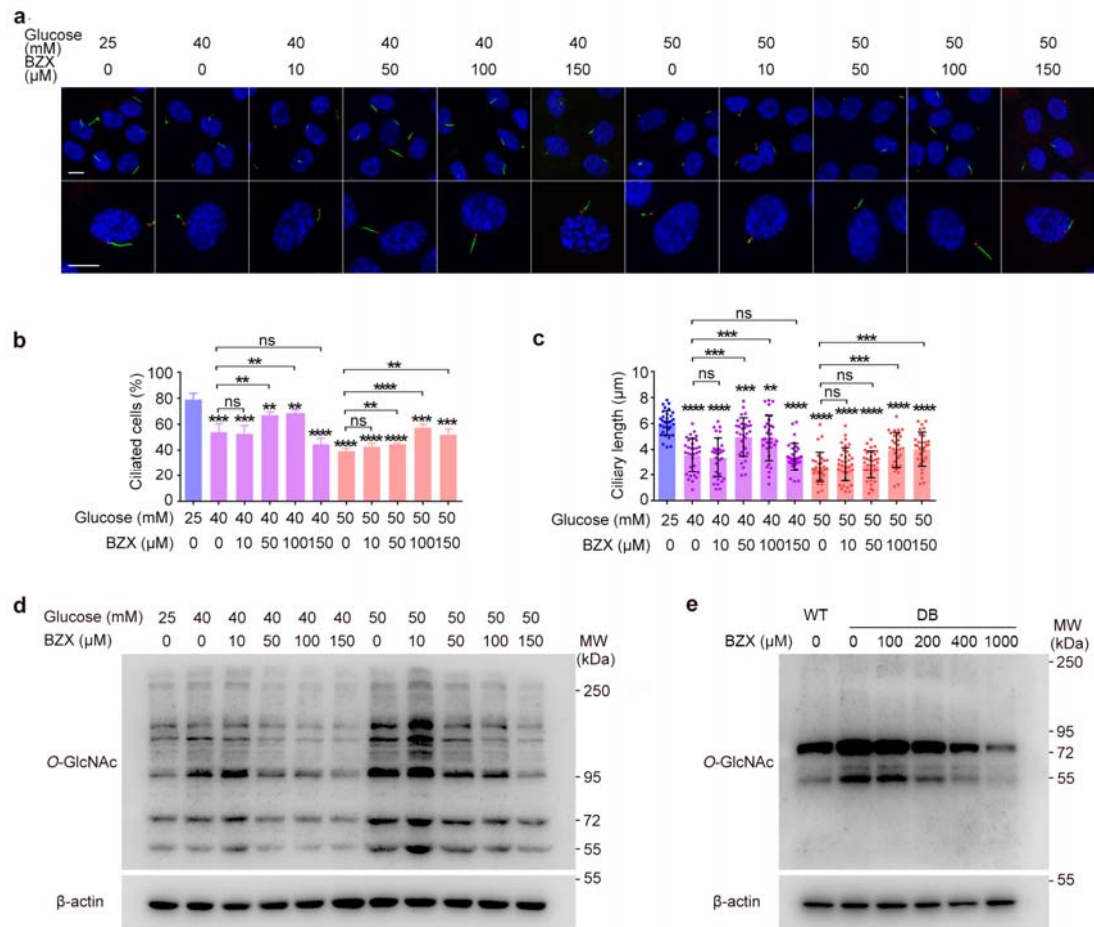 a
Glucose (mM) 25 40 40 40 40 40 50 50 50 50 50
BZX (μM) 0 0 10 50 100 150 0 10 50 100 150
b
ns
**
**
ns
**
****
**
ns
*** *** ** ** *** **** **** **** *** ***
Ciliated cells (%)
100
80
60
40
20
0
Glucose (mM) 25 40 40 40 40 40 50 50 50 50 50
BZX (μM) 0 0 10 50 100 150 0 10 50 100 150
c
ns
***
***
ns
***
***
ns
ns
**** **** *** ** **** **** **** **** **** ****
Ciliary length (μm)
10
8
6
4
2
0
Glucose (mM) 25 40 40 40 40 40 50 50 50 50 50
BZX (μM) 0 0 10 50 100 150 0 10 50 100 150
d
Glucose (mM) 25 40 40 40 40 40 50 50 50 50 50
BZX (μM) 0 0 10 50 100 150 0 10 50 100 150
MW (kDa)
250
O-GlcNAc
95
72
55
55
β-actin
e
WT DB
BZX (μM) 0 0 100 200 400 1000
MW (kDa)
250
95
O-GlcNAc
72
55
55
β-actin